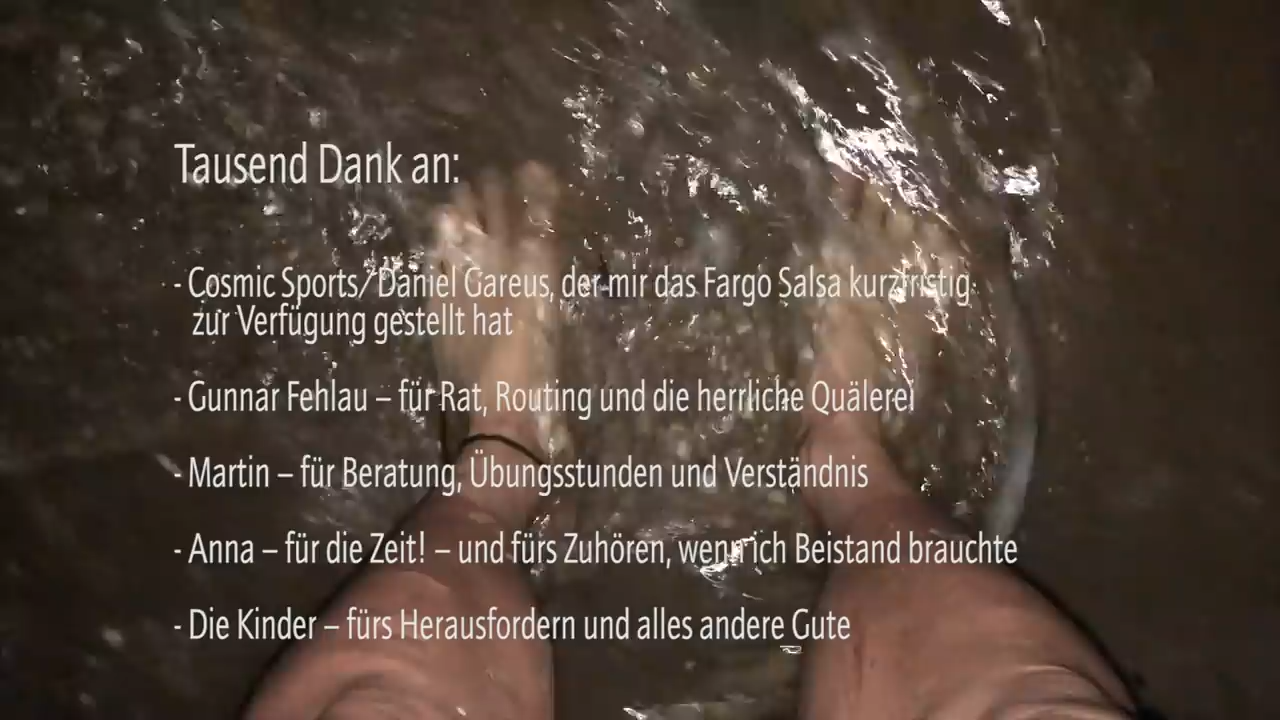 Tausend Dank an:
- Cosmic Sports/Daniel Gareus, der mir das Fargo Salsa kurzfristig
zur Verfügung gestellt hat
- Gunnar Fehlau – für Rat, Routing und die herrliche Quälerei
- Martin – für Beratung, Übungsstunden und Verständnis
- Anna – für die Zeit! – und fürs Zuhören, wenn ich Beistand brauchte
- Die Kinder – fürs Herausfordern und alles andere Gute